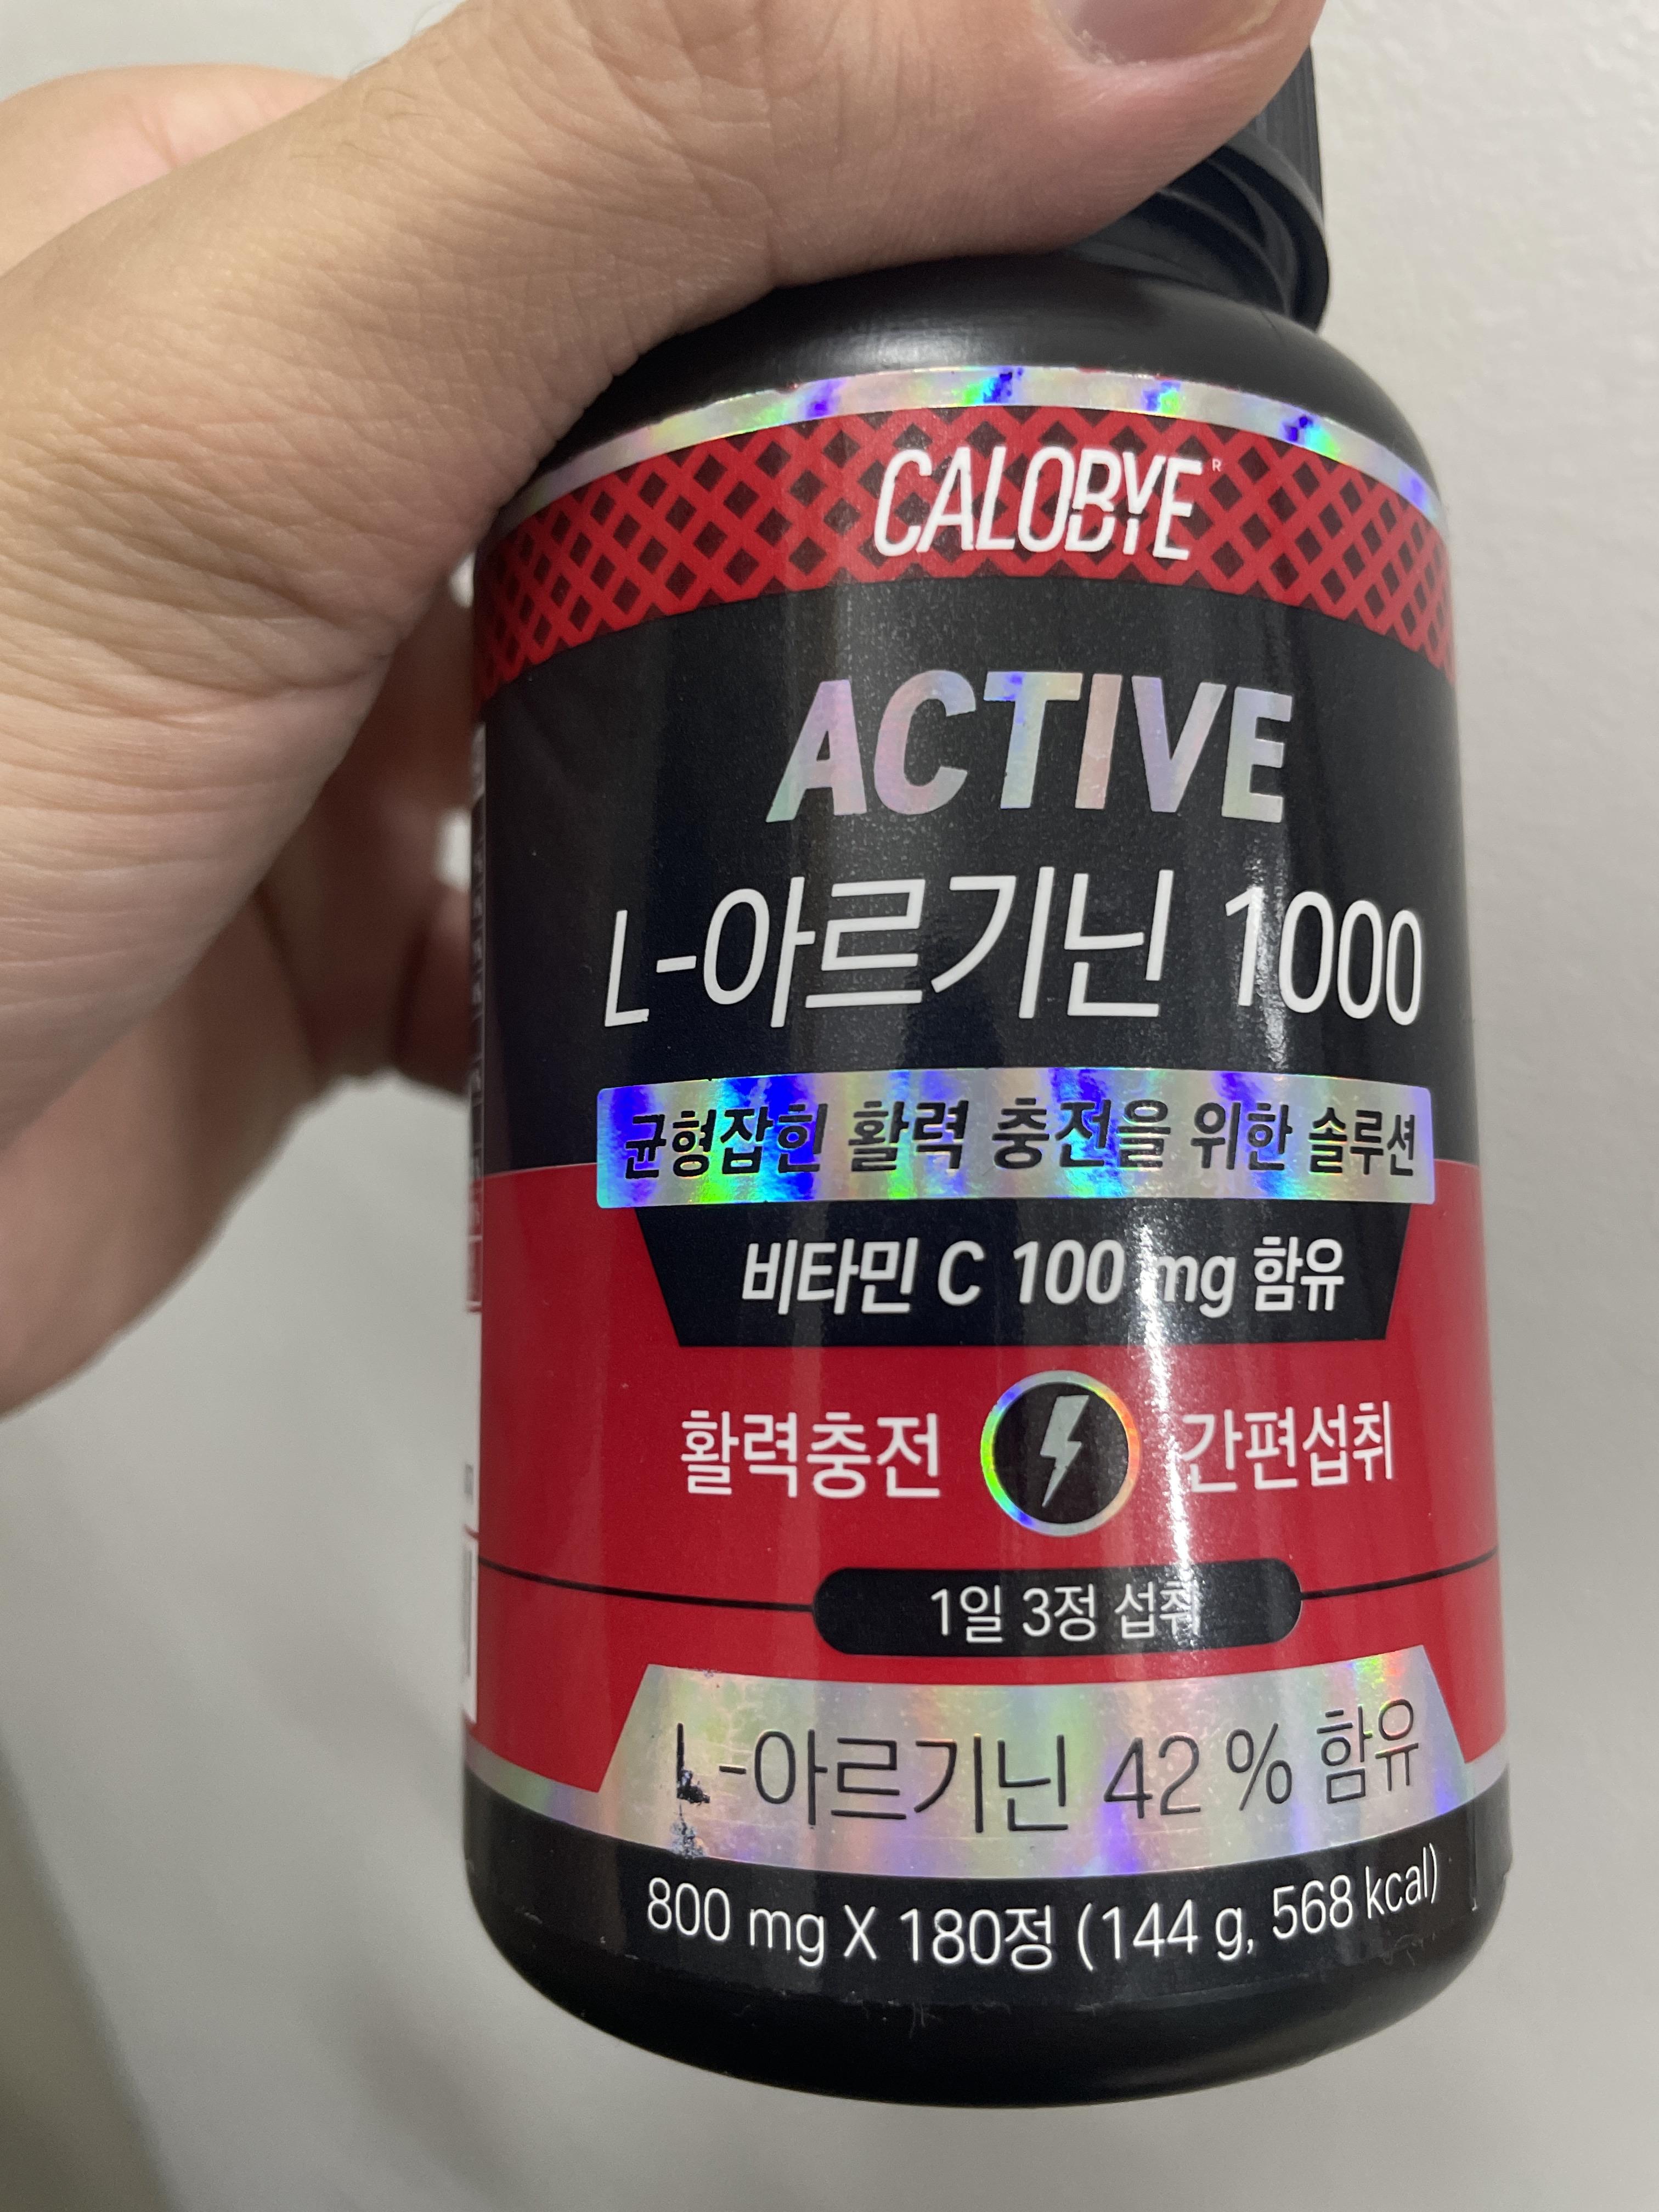 CALOBYE®
ACTIVE
L-아르기닌 1000
균형잡힌 활력 충전을 위한 솔루션
비타민 C 100 mg 함유
활력충전 간편섭취
1일 3정 섭취
L-아르기닌 42 % 함유
800 mg X 180정 (144 g, 568 kcal)